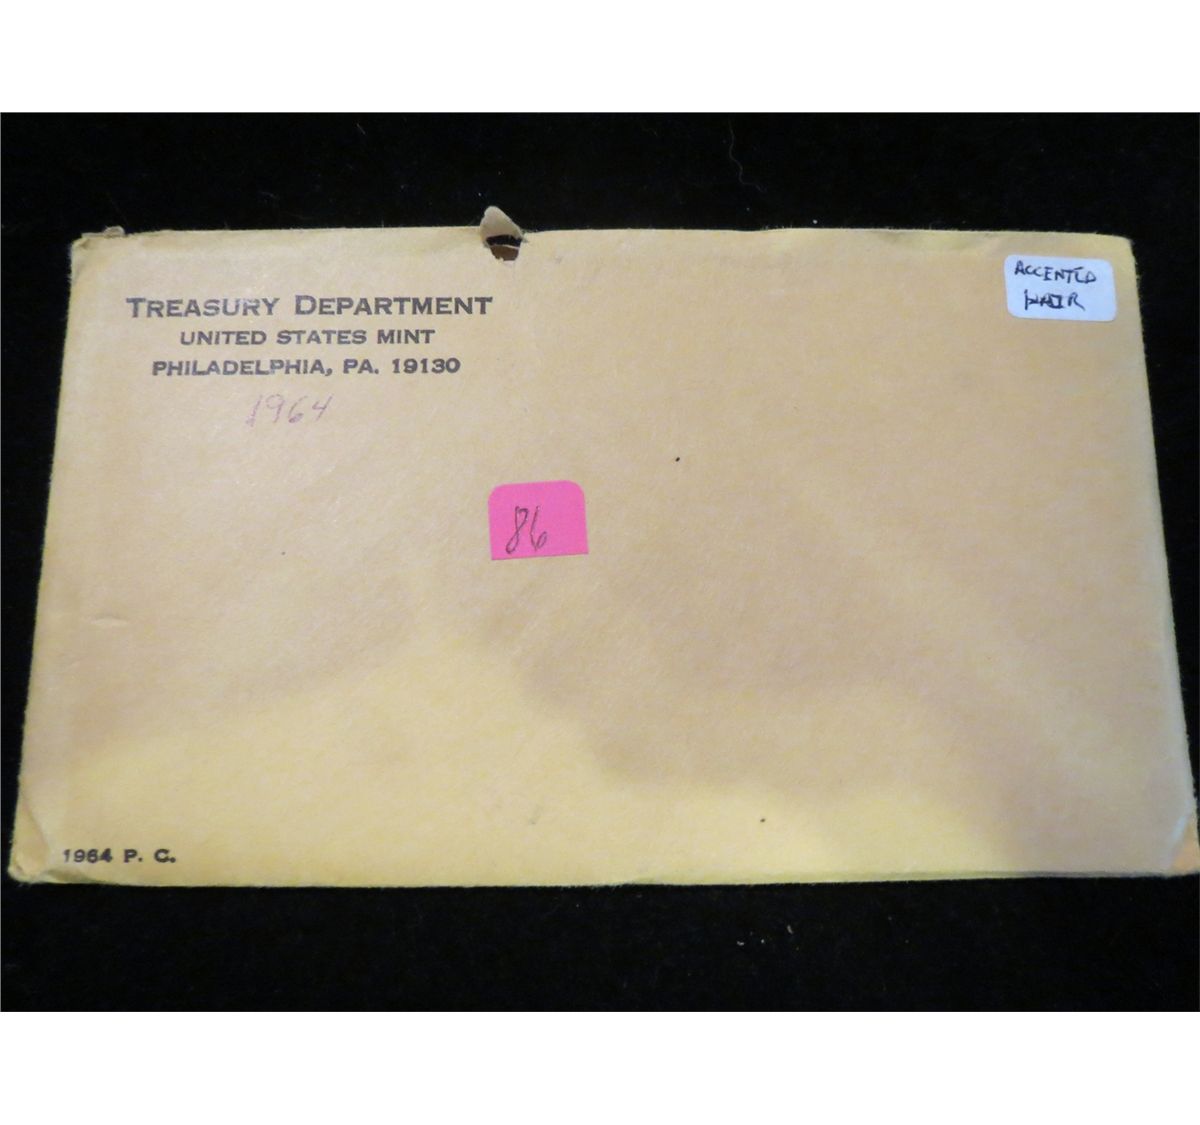 TREASURY DEPARTMENT
UNITED STATES MINT
PHILADELPHIA, PA. 19130
1964
ACCENTED
HAIR
86
1964 P. C.